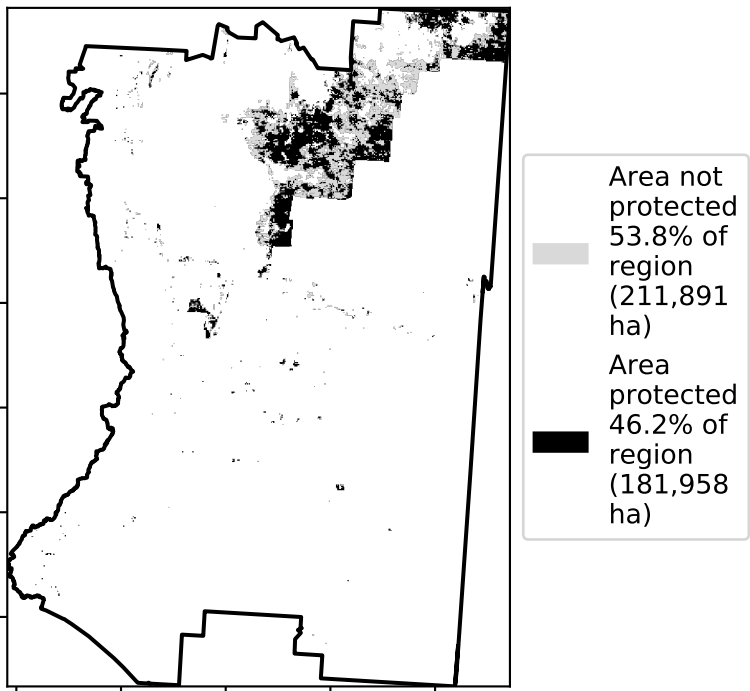 Area not
protected
53.8% of
region
(211,891
ha)
Area
protected
46.2% of
region
(181,958
ha)